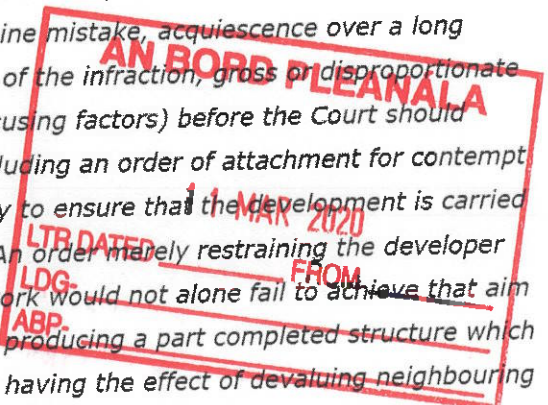 ine mistake, acquiescence over a long
AN BORD PLEANÁLA
of the infraction, gross or disproportionate
cusing factors) before the Court should
luding an order of attachment for contempt
y to ensure that the development is carried
11 MAR 2020
An order merely restraining the developer
LTR DATED FROM
LDG-
ork would not alone fail to achieve that aim
ABP-
producing a part completed structure which
having the effect of devaluing neighbouring